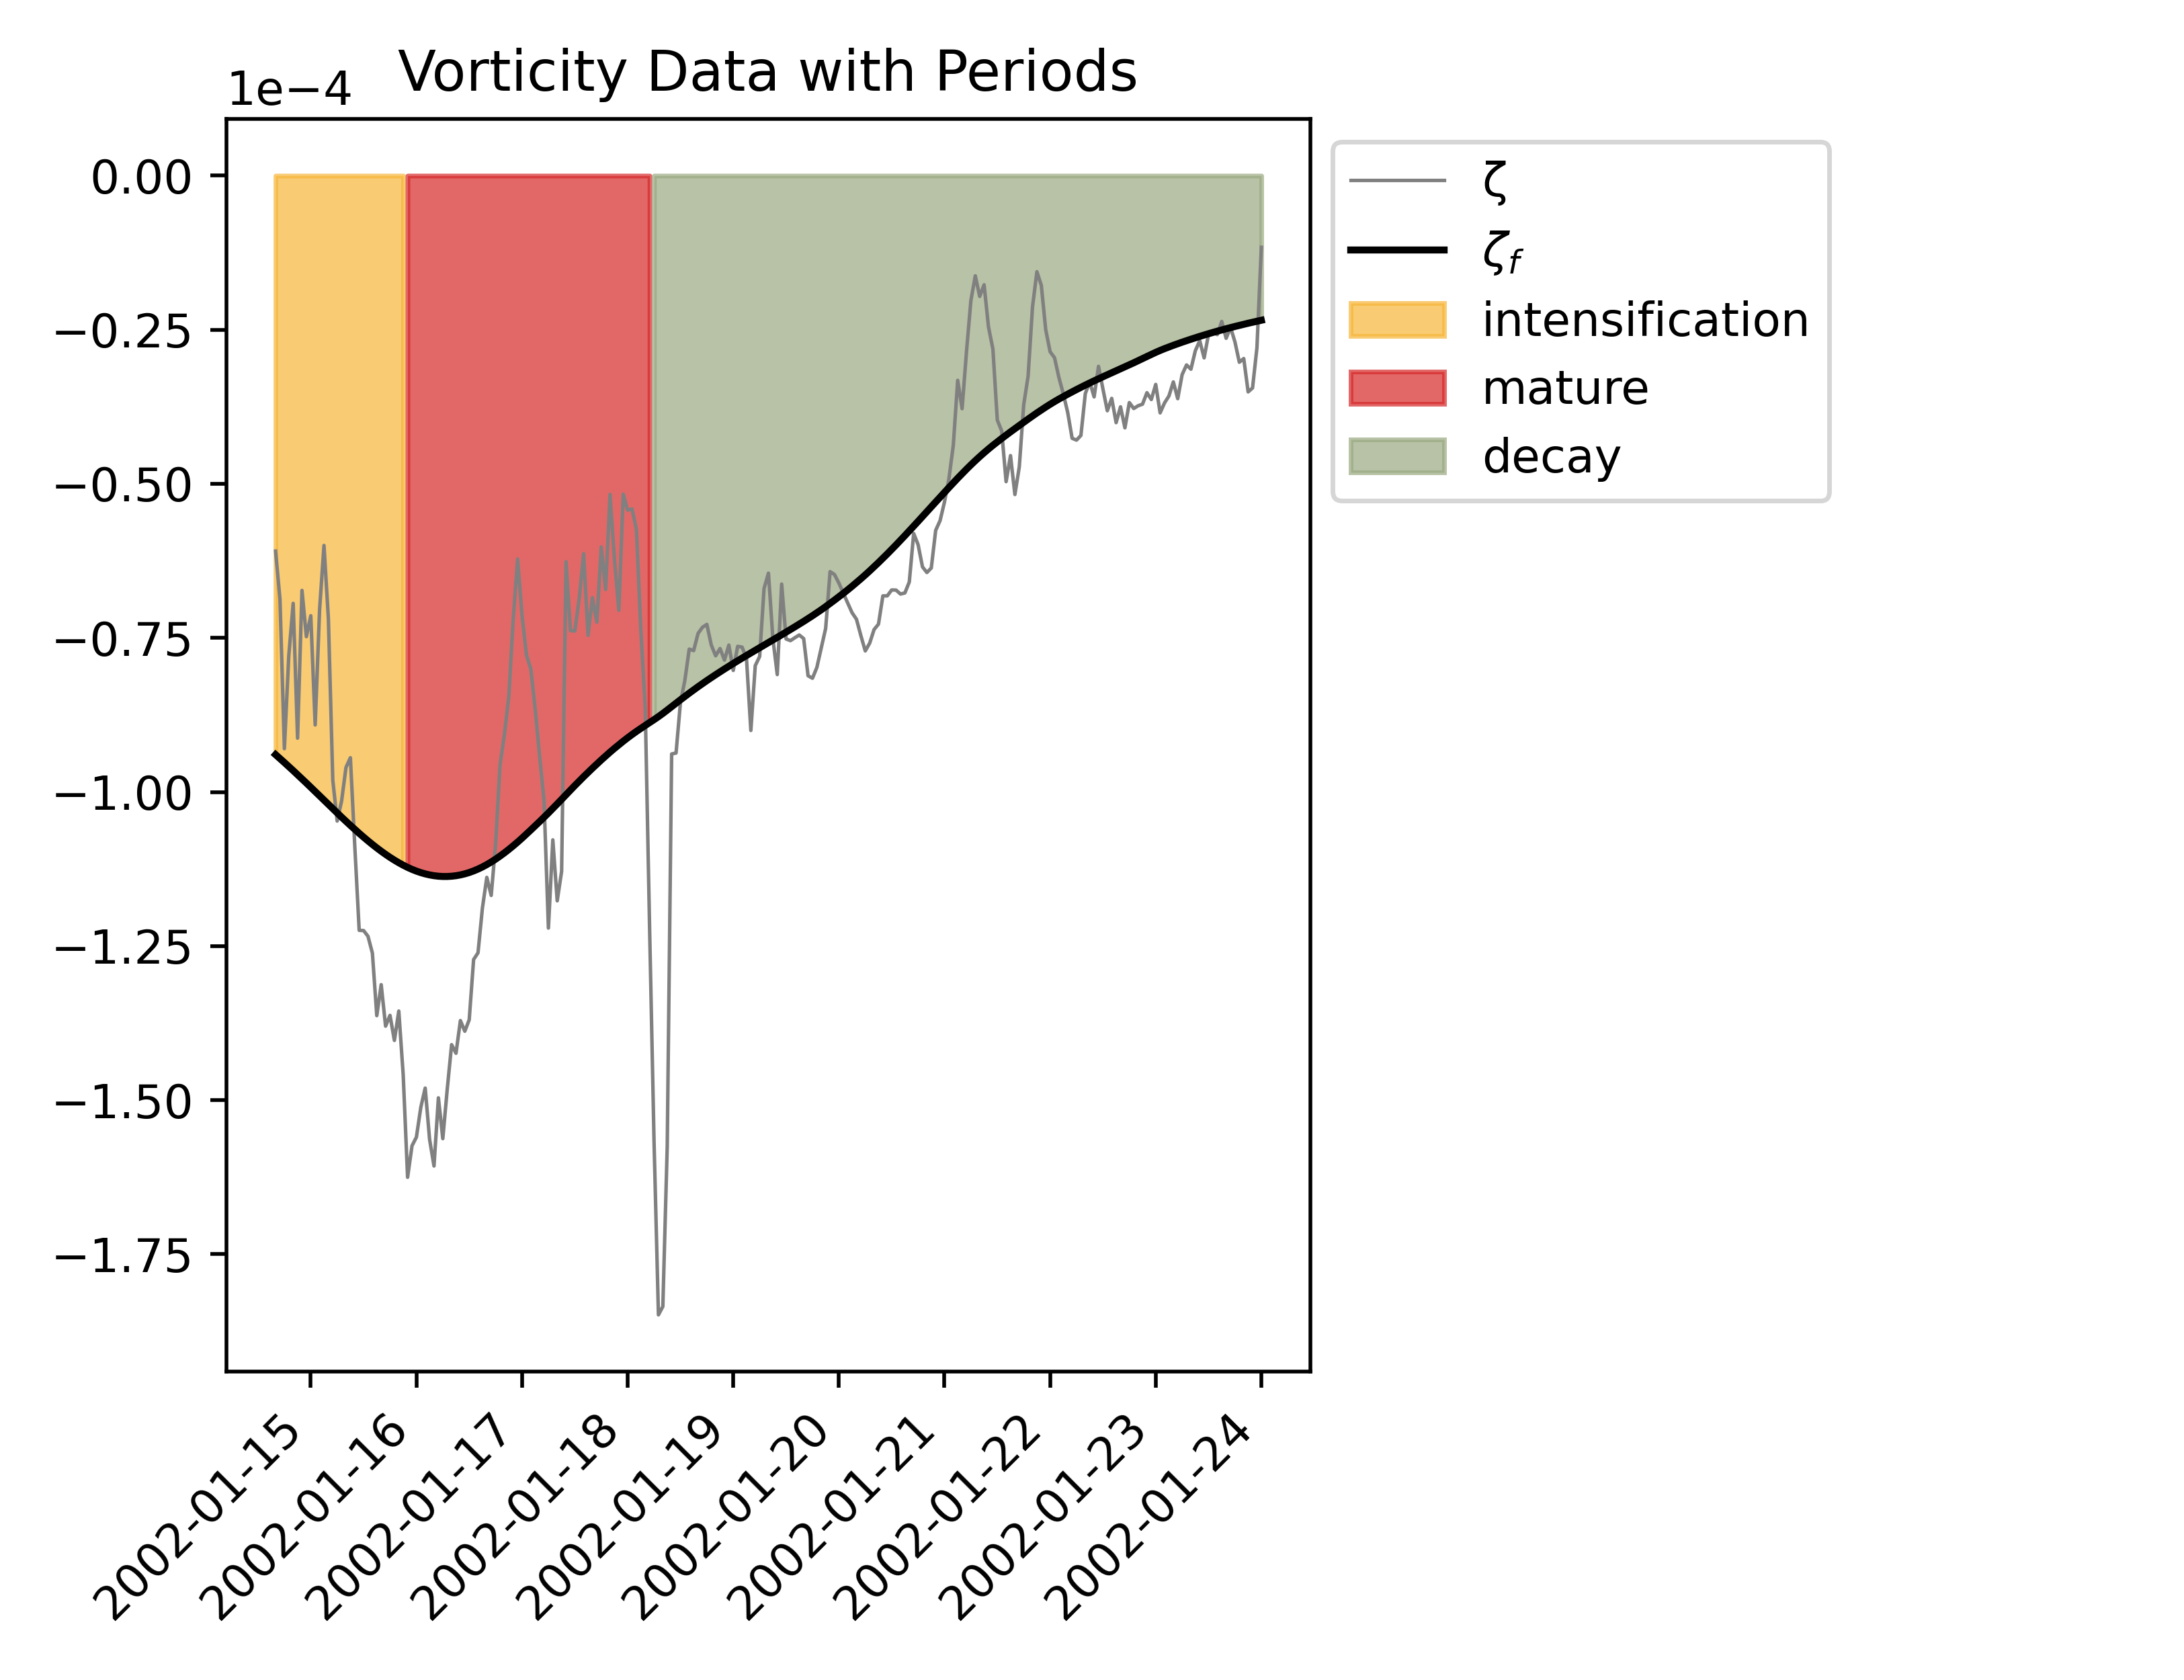 Vorticity Data with Periods
1e−4
0.00
−0.25
−0.50
−0.75
−1.00
−1.25
−1.50
−1.75
2002-01-15
2002-01-16
2002-01-17
2002-01-18
2002-01-19
2002-01-20
2002-01-21
2002-01-22
2002-01-23
2002-01-24
ζ
ζf
intensification
mature
decay